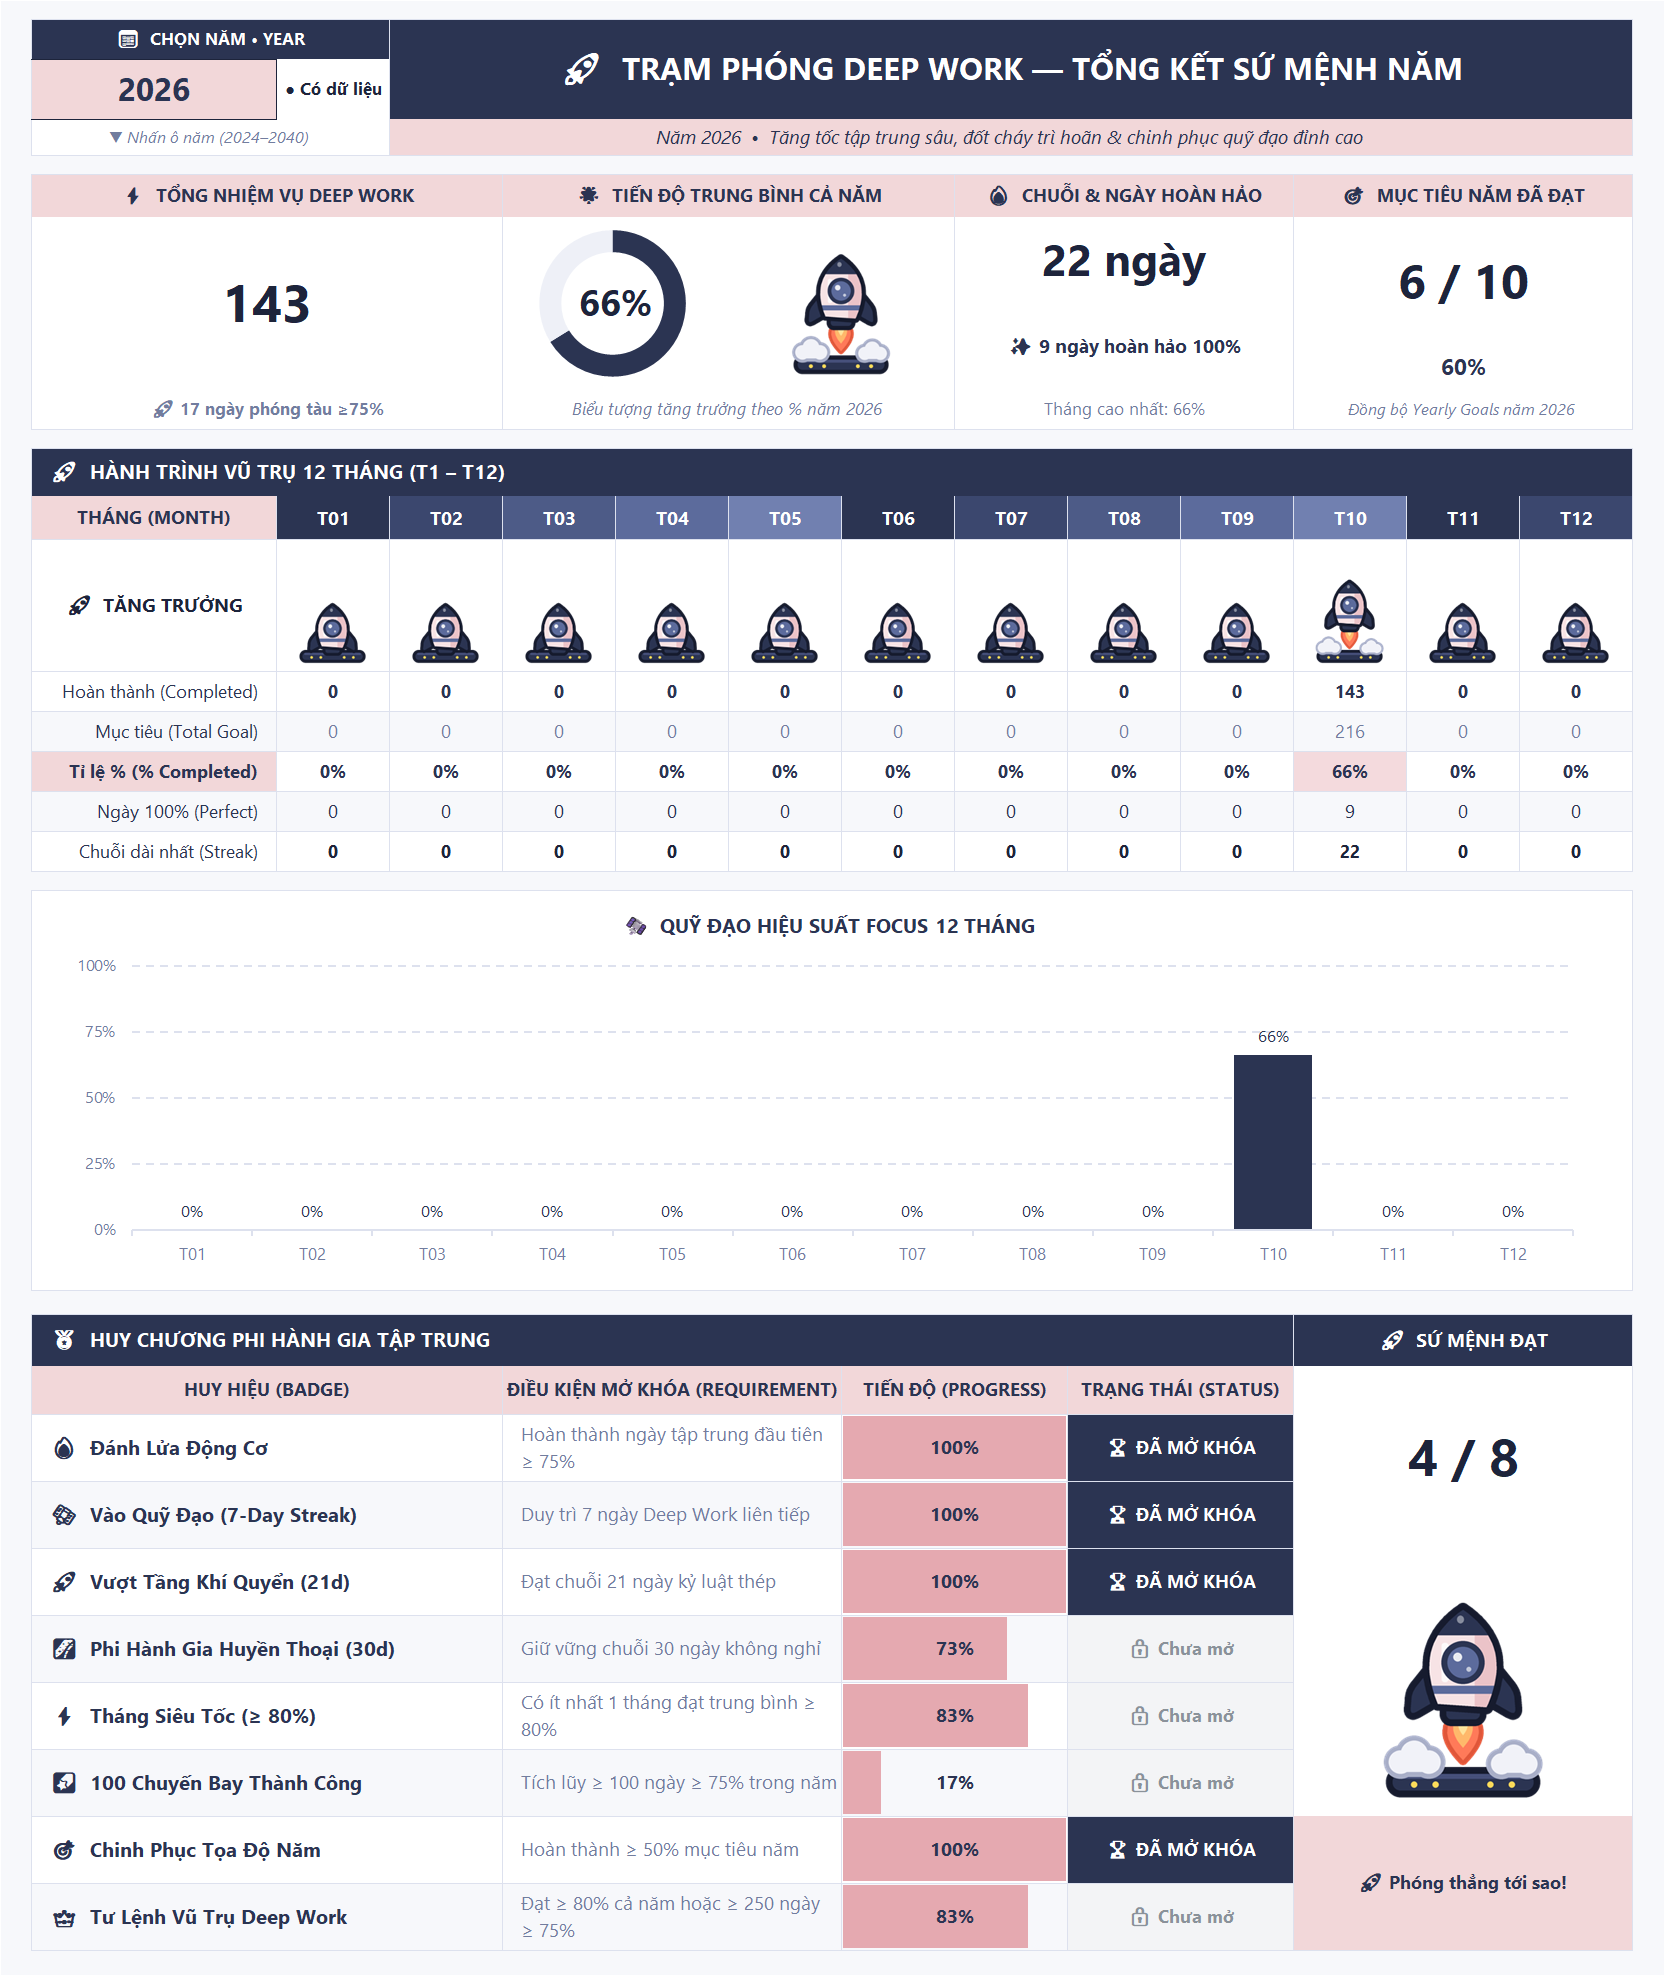 CHỌN NĂM • YEAR
2026
• Có dữ liệu
▼ Nhấn ô năm (2024–2040)
TRẠM PHÓNG DEEP WORK — TỔNG KẾT SỨ MỆNH NĂM
Năm 2026 • Tăng tốc tập trung sâu, đốt cháy trì hoãn & chinh phục quỹ đạo đỉnh cao
TỔNG NHIỆM VỤ DEEP WORK
143
17 ngày phóng tàu ≥75%
TIẾN ĐỘ TRUNG BÌNH CẢ NĂM
66%
Biểu tượng tăng trưởng theo % năm 2026
CHUỖI & NGÀY HOÀN HẢO
22 ngày
9 ngày hoàn hảo 100%
Tháng cao nhất: 66%
MỤC TIÊU NĂM ĐÃ ĐẠT
6 / 10
60%
Đồng bộ Yearly Goals năm 2026
HÀNH TRÌNH VŨ TRỤ 12 THÁNG (T1 – T12)
THÁNG (MONTH) T01 T02 T03 T04 T05 T06 T07 T08 T09 T10 T11 T12
TĂNG TRƯỞNG
Hoàn thành (Completed) 0 0 0 0 0 0 0 0 0 143 0 0
Mục tiêu (Total Goal) 0 0 0 0 0 0 0 0 0 216 0 0
Tỉ lệ % (% Completed) 0% 0% 0% 0% 0% 0% 0% 0% 0% 66% 0% 0%
Ngày 100% (Perfect) 0 0 0 0 0 0 0 0 0 9 0 0
Chuỗi dài nhất (Streak) 0 0 0 0 0 0 0 0 0 22 0 0
QUỸ ĐẠO HIỆU SUẤT FOCUS 12 THÁNG
100%
75%
66%
50%
25%
0% 0% 0% 0% 0% 0% 0% 0% 0% 0% 0%
0%
T01 T02 T03 T04 T05 T06 T07 T08 T09 T10 T11 T12
HUY CHƯƠNG PHI HÀNH GIA TẬP TRUNG
SỨ MỆNH ĐẠT
HUY HIỆU (BADGE) ĐIỀU KIỆN MỞ KHÓA (REQUIREMENT) TIẾN ĐỘ (PROGRESS) TRẠNG THÁI (STATUS)
Đánh Lửa Động Cơ
Hoàn thành ngày tập trung đầu tiên
≥ 75%
100%
ĐÃ MỞ KHÓA
Vào Quỹ Đạo (7-Day Streak)
Duy trì 7 ngày Deep Work liên tiếp
100%
ĐÃ MỞ KHÓA
Vượt Tầng Khí Quyển (21d)
Đạt chuỗi 21 ngày kỷ luật thép
100%
ĐÃ MỞ KHÓA
Phi Hành Gia Huyền Thoại (30d)
Giữ vững chuỗi 30 ngày không nghỉ
73%
Chưa mở
Tháng Siêu Tốc (≥ 80%)
Có ít nhất 1 tháng đạt trung bình ≥
80%
83%
Chưa mở
100 Chuyến Bay Thành Công
Tích lũy ≥ 100 ngày ≥ 75% trong năm
17%
Chưa mở
Chinh Phục Tọa Độ Năm
Hoàn thành ≥ 50% mục tiêu năm
100%
ĐÃ MỞ KHÓA
Tư Lệnh Vũ Trụ Deep Work
Đạt ≥ 80% cả năm hoặc ≥ 250 ngày
≥ 75%
83%
Chưa mở
4 / 8
Phóng thẳng tới sao!